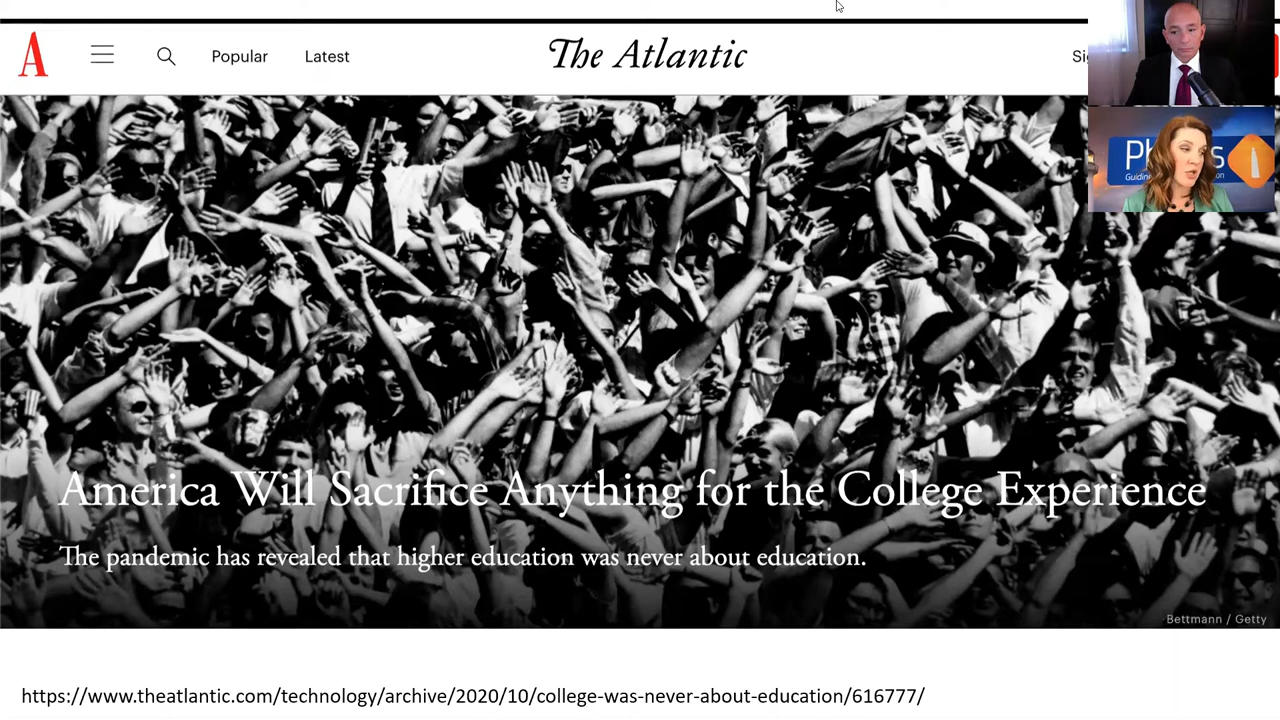 A
Popular
Latest
The Atlantic
America Will Sacrifice Anything for the College Experience
The pandemic has revealed that higher education was never about education.
Bettmann / Getty
https://www.theatlantic.com/technology/archive/2020/10/college-was-never-about-education/616777/